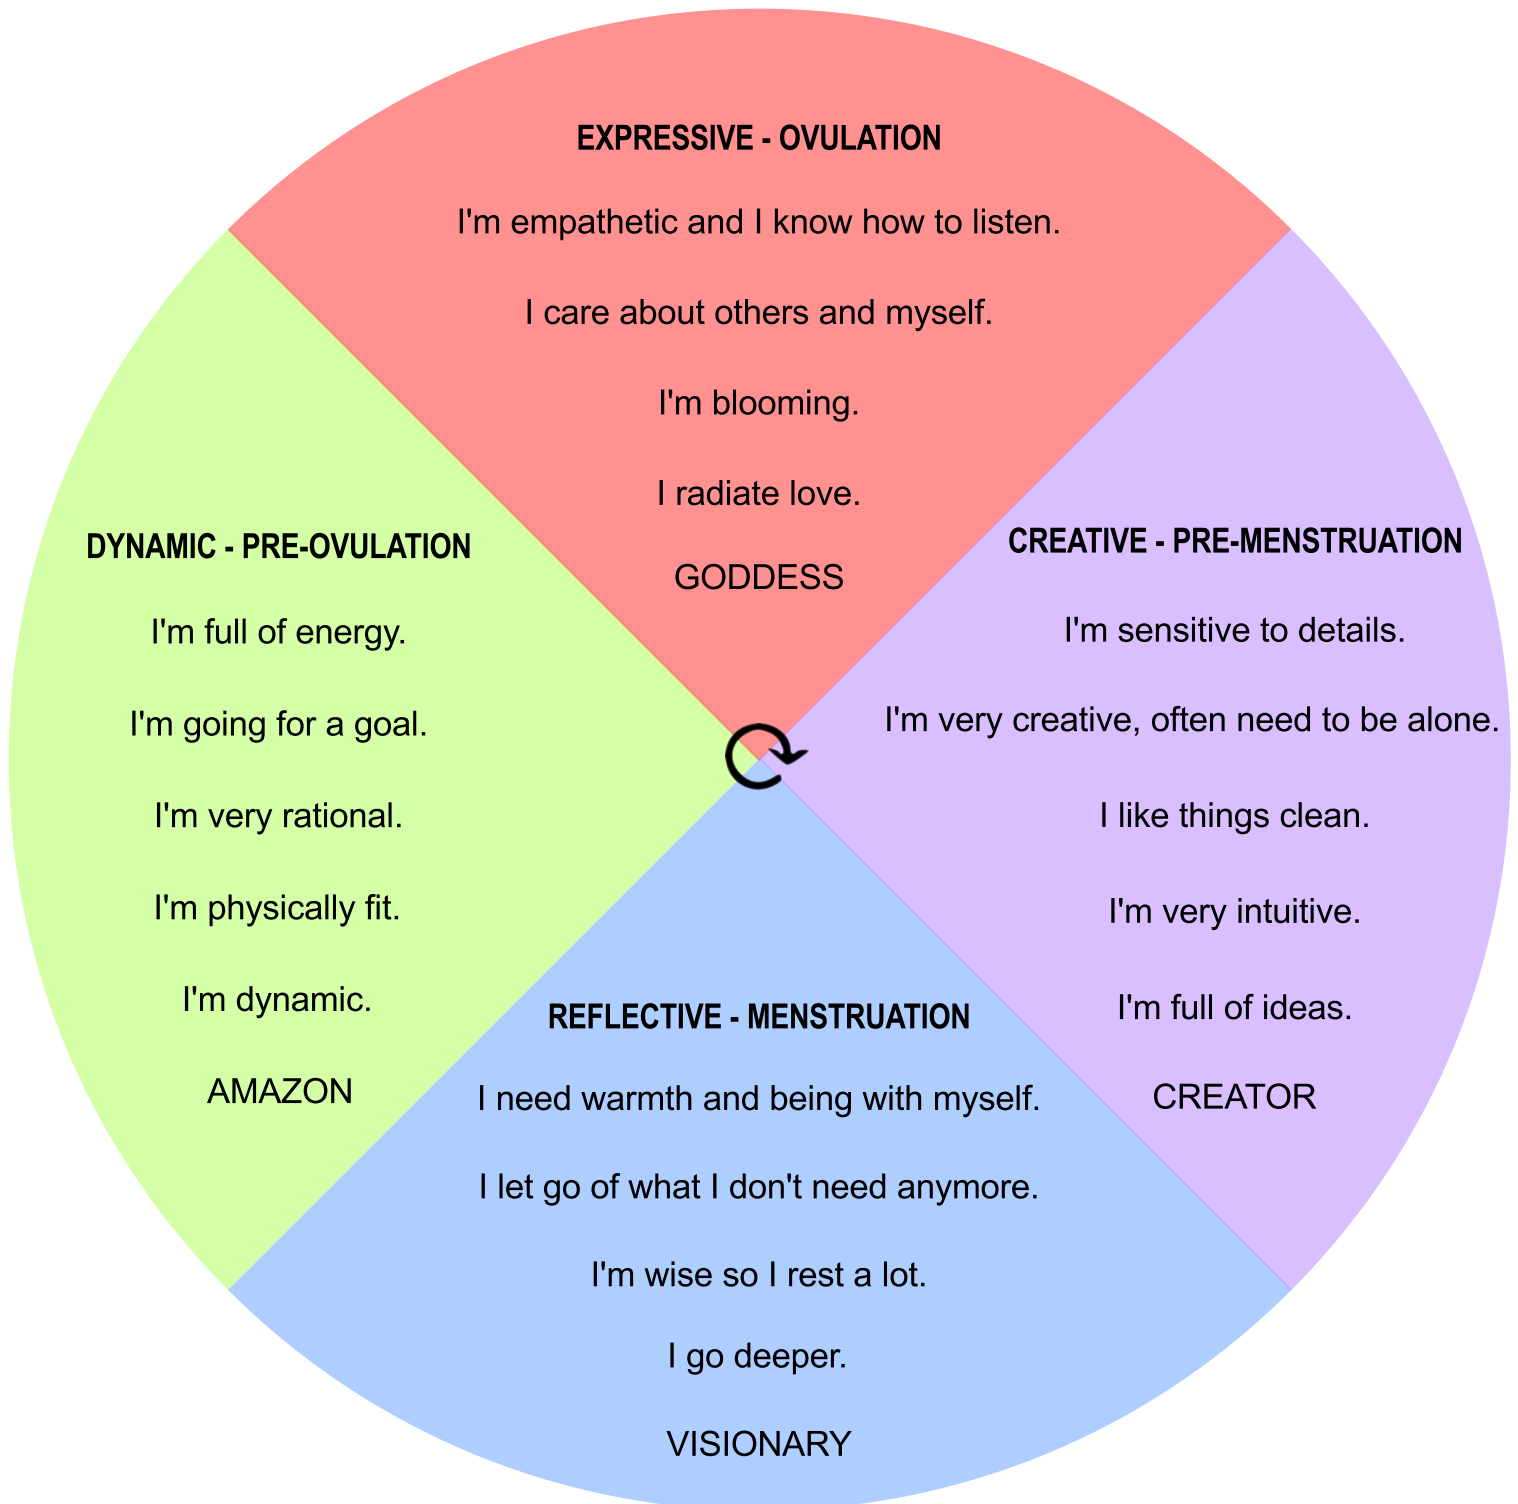 EXPRESSIVE - OVULATION
I'm empathetic and I know how to listen.
I care about others and myself.
I'm blooming.
I radiate love.
GODDESS
CREATIVE - PRE-MENSTRUATION
I'm sensitive to details.
I'm very creative, often need to be alone.
I like things clean.
I'm very intuitive.
I'm full of ideas.
CREATOR
REFLECTIVE - MENSTRUATION
I need warmth and being with myself.
I let go of what I don't need anymore.
I'm wise so I rest a lot.
I go deeper.
VISIONARY
DYNAMIC - PRE-OVULATION
I'm full of energy.
I'm going for a goal.
I'm very rational.
I'm physically fit.
I'm dynamic.
AMAZON